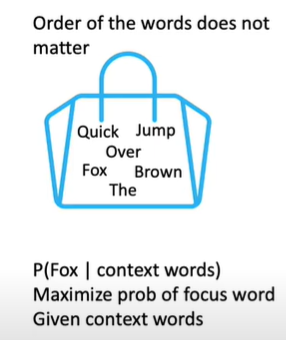 Order of the words does not
matter
Quick Jump
Over
Fox Brown
The
P(Fox | context words)
Maximize prob of focus word
Given context words